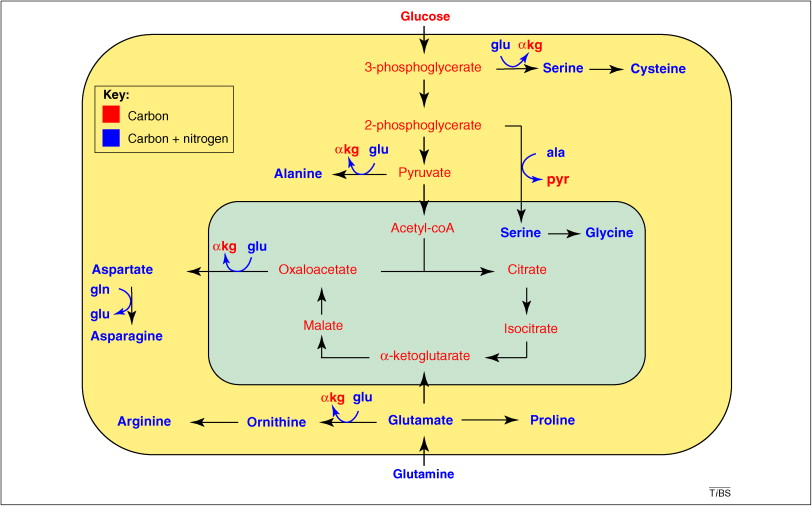 Glucose
glu αkg
3-phosphoglycerate
Serine
Cysteine
Key:
Carbon
Carbon + nitrogen
2-phosphoglycerate
αkg glu
ala
Alanine
Pyruvate
pyr
Acetyl-coA
Serine
Glycine
αkg glu
Aspartate
Oxaloacetate
Citrate
gln
glu
Malate
Isocitrate
Asparagine
α-ketoglutarate
αkg glu
Arginine
Ornithine
Glutamate
Proline
Glutamine
TiBS